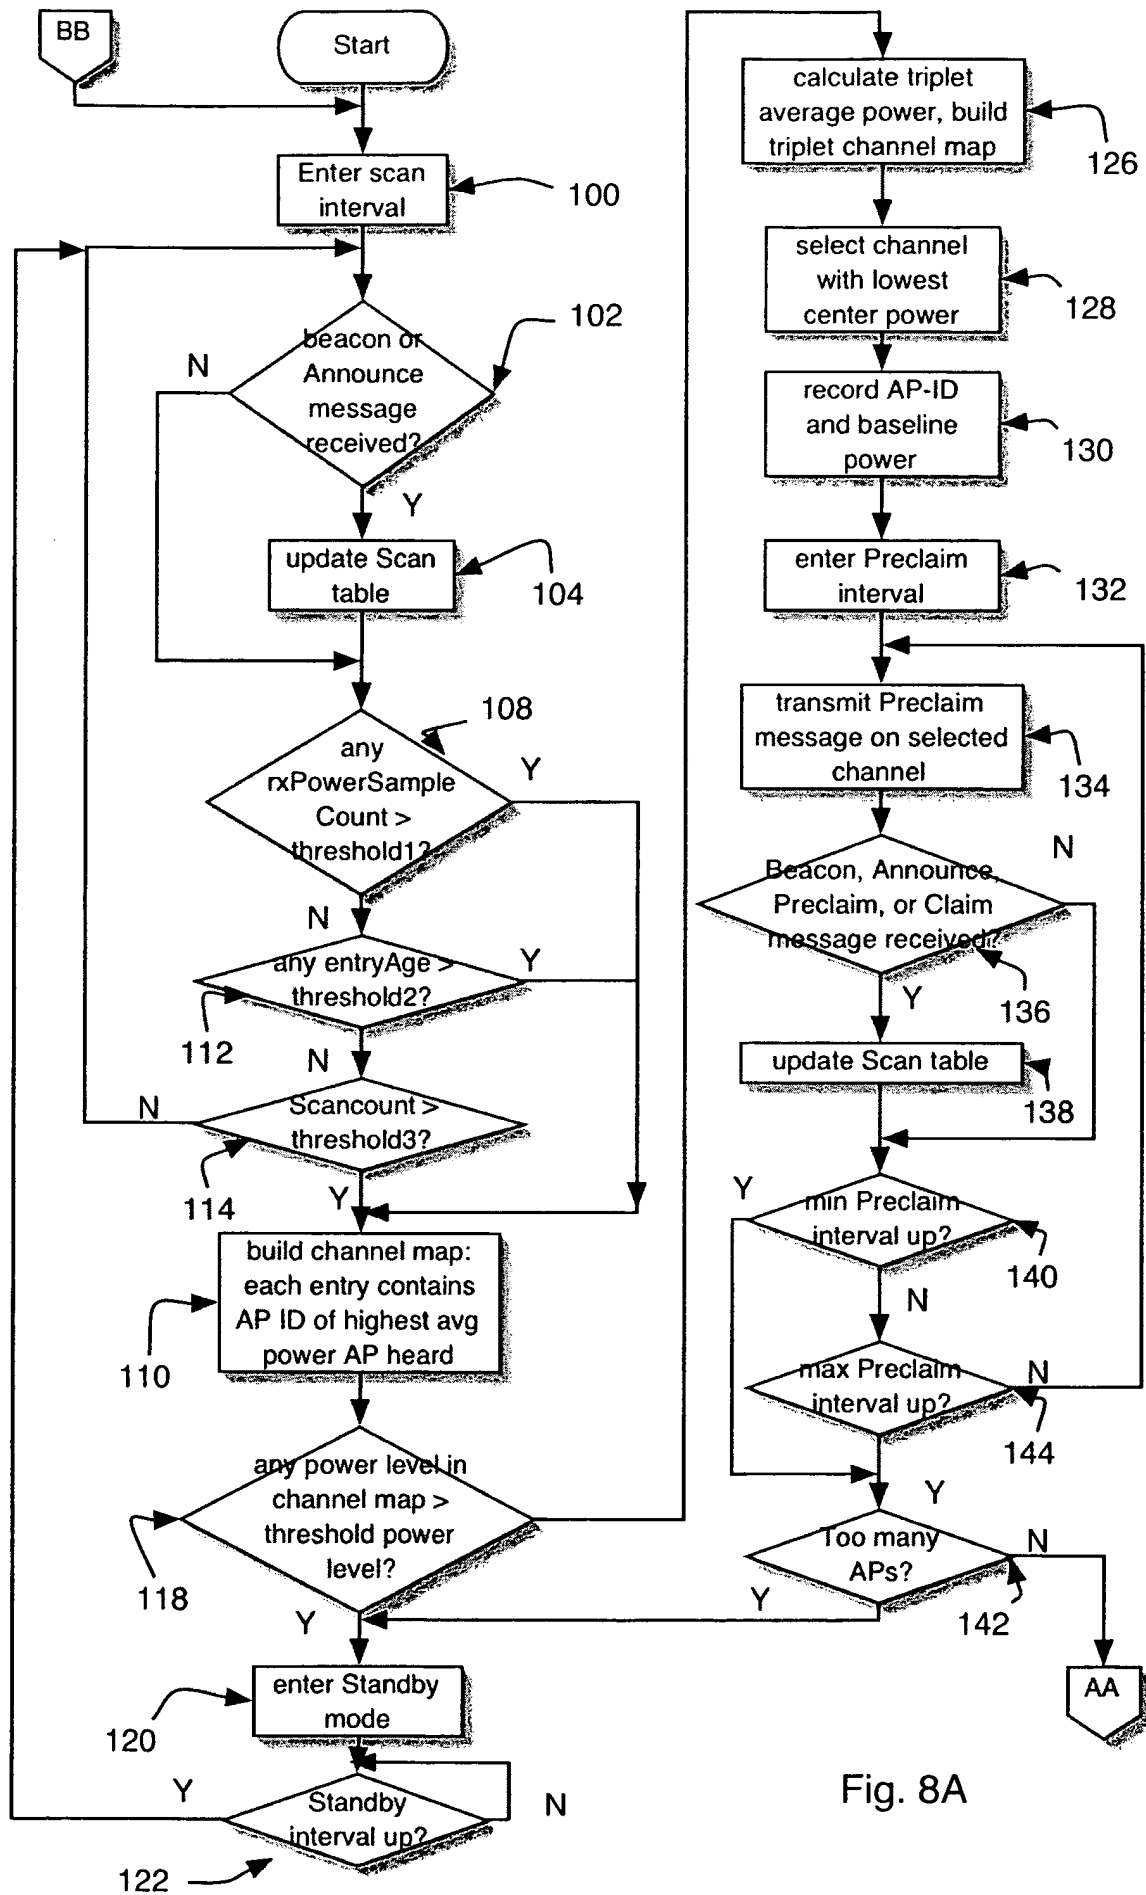 BB
Start
Enter scan
interval
100
beacon or
Announce
message
received?
102
N
Y
update Scan
table
104
any
rxPowerSample
Count >
threshold1?
108
Y
N
any entryAge >
threshold2?
Y
112
N
Scancount >
threshold3?
N
114
Y
build channel map:
each entry contains
AP ID of highest avg
power AP heard
110
any power level in
channel map >
threshold power
level?
118
Y
enter Standby
mode
120
Standby
interval up?
Y
N
122
calculate triplet
average power, build
triplet channel map
126
select channel
with lowest
center power
128
record AP-ID
and baseline
power
130
enter Preclaim
interval
132
transmit Preclaim
message on selected
channel
134
Beacon, Announce,
Preclaim, or Claim
message received?
N
136
Y
update Scan table
138
min Preclaim
interval up?
Y
140
N
max Preclaim
interval up?
N
144
Y
Too many
APs?
N
142
Y
AA
Fig. 8A